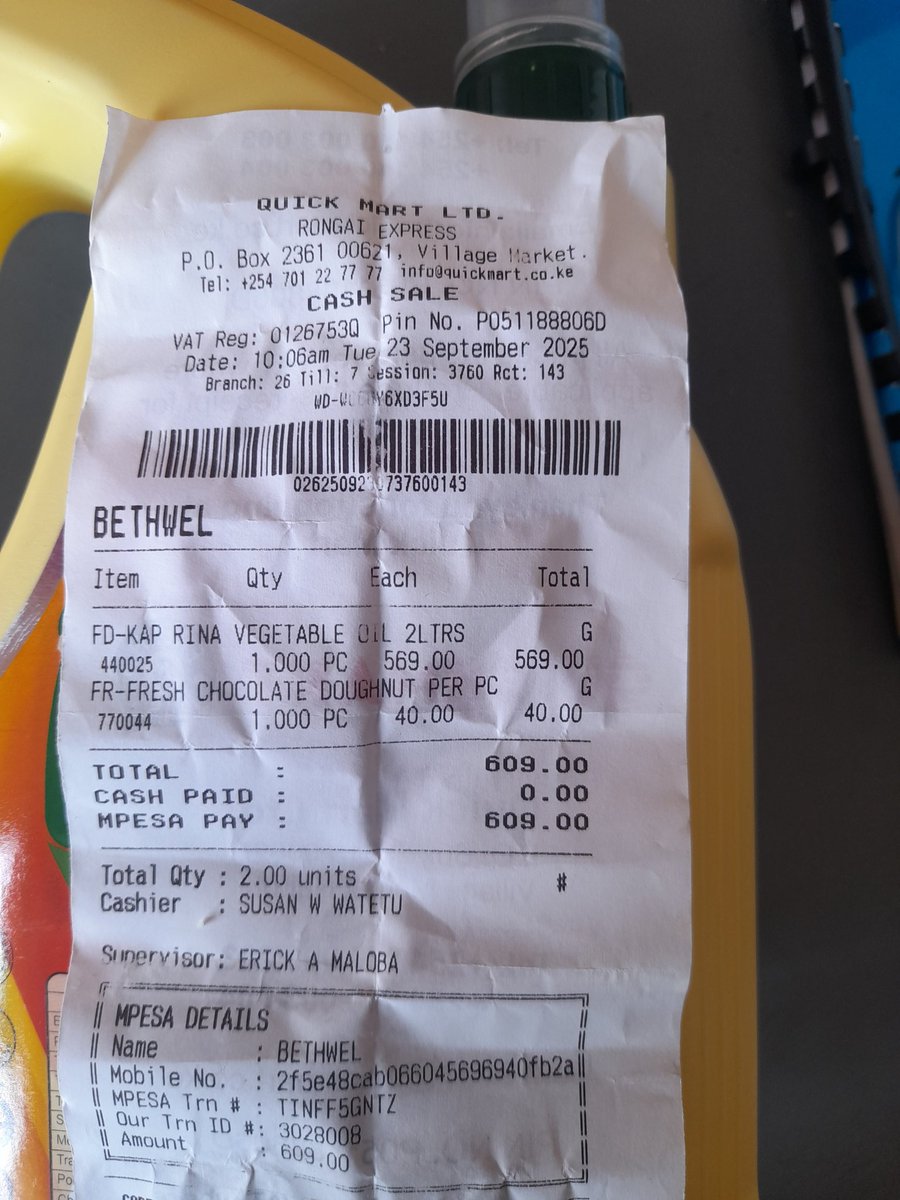 QUICK MART LTD.
RONGAI EXPRESS
P.O. Box 2361 00621, Village Market.
Tel: +254 701 22 77 77 info@quickmart.co.ke
CASH SALE
VAT Reg: 0126753Q Pin No. P051188806D
Date: 10:06am Tue 23 September 2025
Branch: 26 Till: 7 Session: 3760 Rct: 143
BETHWEL
Item Qty Each Total
FD-KAP RINA VEGETABLE OIL 2LTRS G
440025 1.000 PC 569.00 569.00
FR-FRESH CHOCOLATE DOUGHNUT PER PC G
770044 1.000 PC 40.00 40.00
TOTAL : 609.00
CASH PAID : 0.00
MPESA PAY : 609.00
Total Qty : 2.00 units #
Cashier : SUSAN W WATETU
Supervisor: ERICK A MALOBA
MPESA DETAILS
Name : BETHWEL
Mobile No. : 2f5e48cab066045696940fb2a
MPESA Trn # : TINFF5GNTZ
Our Trn ID #: 3028008
Amount : 609.00